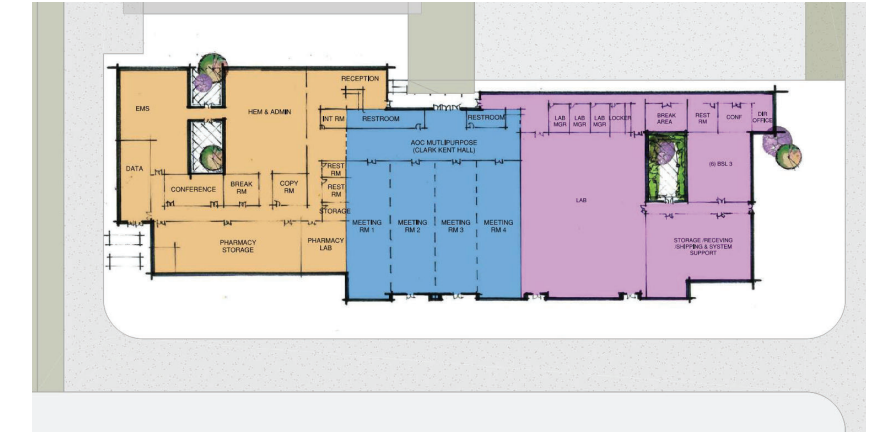 RECEPTION
EMS
HEM & ADMIN
INT RM
RESTROOM
RESTROOM
LAB
MGR
LAB
MGR
LAB
MGR
LOCKER
BREAK
AREA
REST
RM
CONF
DIR
OFFICE
AOC MUTLIPURPOSE
(CLARK KENT HALL)
DATA
REST
RM
(6) BSL 3
CONFERENCE
BREAK
RM
COPY
RM
REST
RM
LAB
STORAGE
MEETING
RM 1
MEETING
RM 2
MEETING
RM 3
MEETING
RM 4
PHARMACY
STORAGE
PHARMACY
LAB
STORAGE /RECEVING
/SHIPPING & SYSTEM
SUPPORT